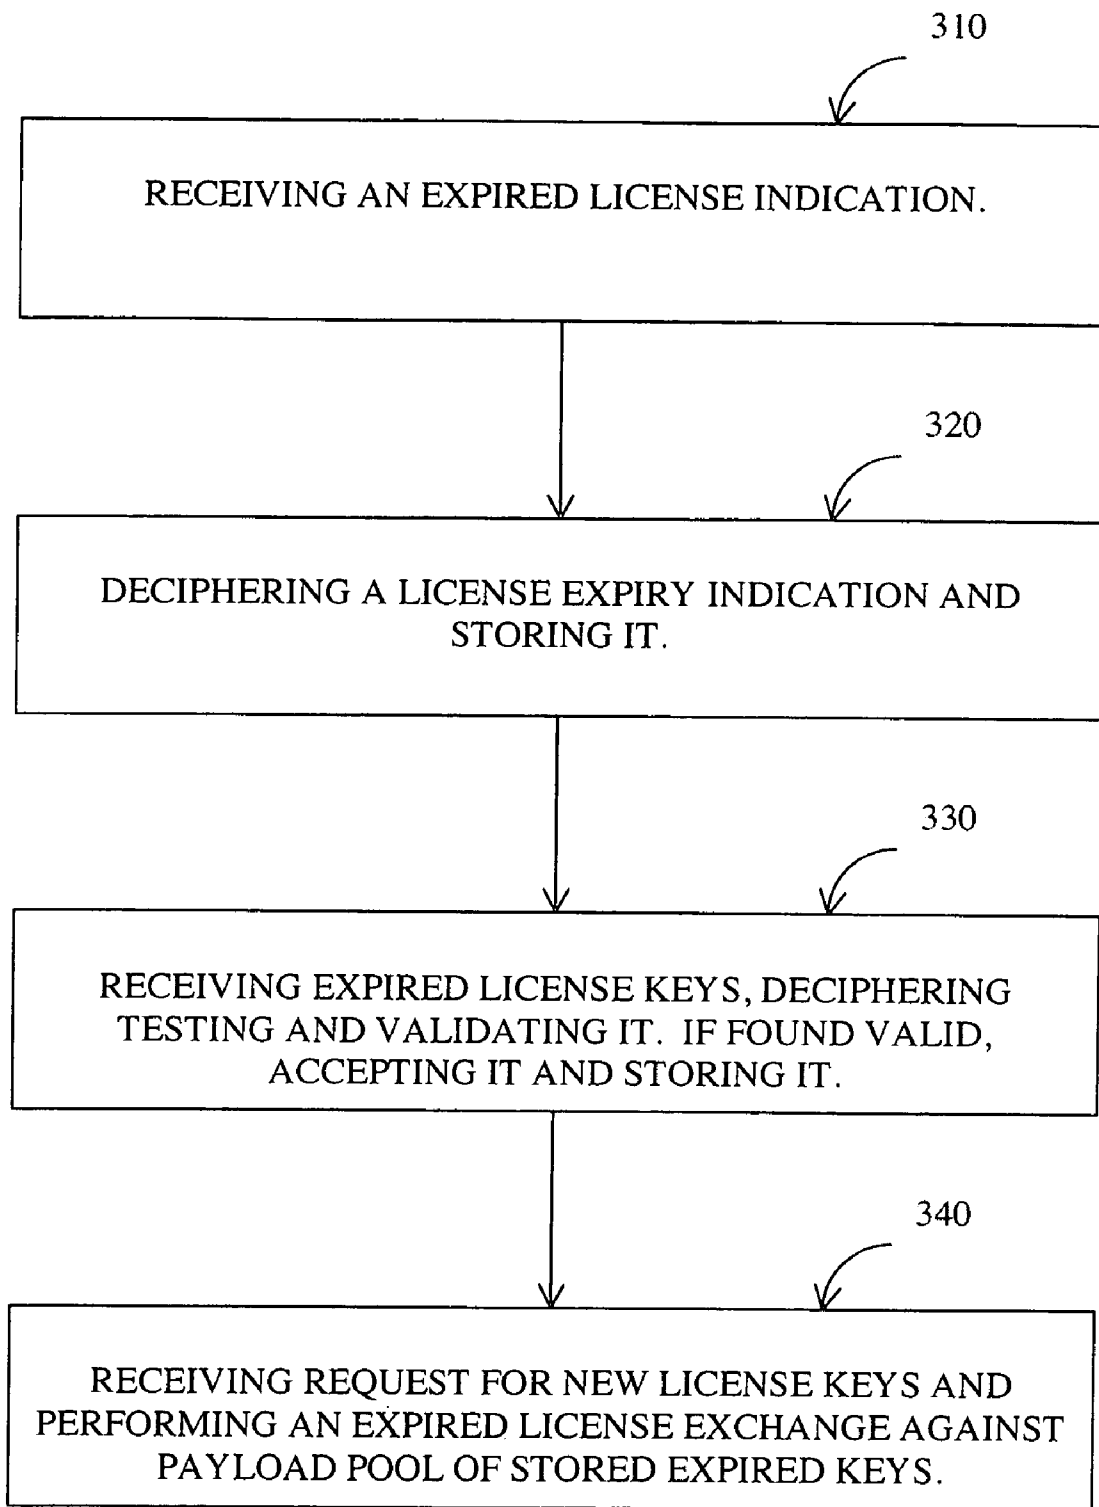 310
RECEIVING AN EXPIRED LICENSE INDICATION.
320
DECIPHERING A LICENSE EXPIRY INDICATION AND
STORING IT.
330
RECEIVING EXPIRED LICENSE KEYS, DECIPHERING
TESTING AND VALIDATING IT. IF FOUND VALID,
ACCEPTING IT AND STORING IT.
340
RECEIVING REQUEST FOR NEW LICENSE KEYS AND
PERFORMING AN EXPIRED LICENSE EXCHANGE AGAINST
PAYLOAD POOL OF STORED EXPIRED KEYS.